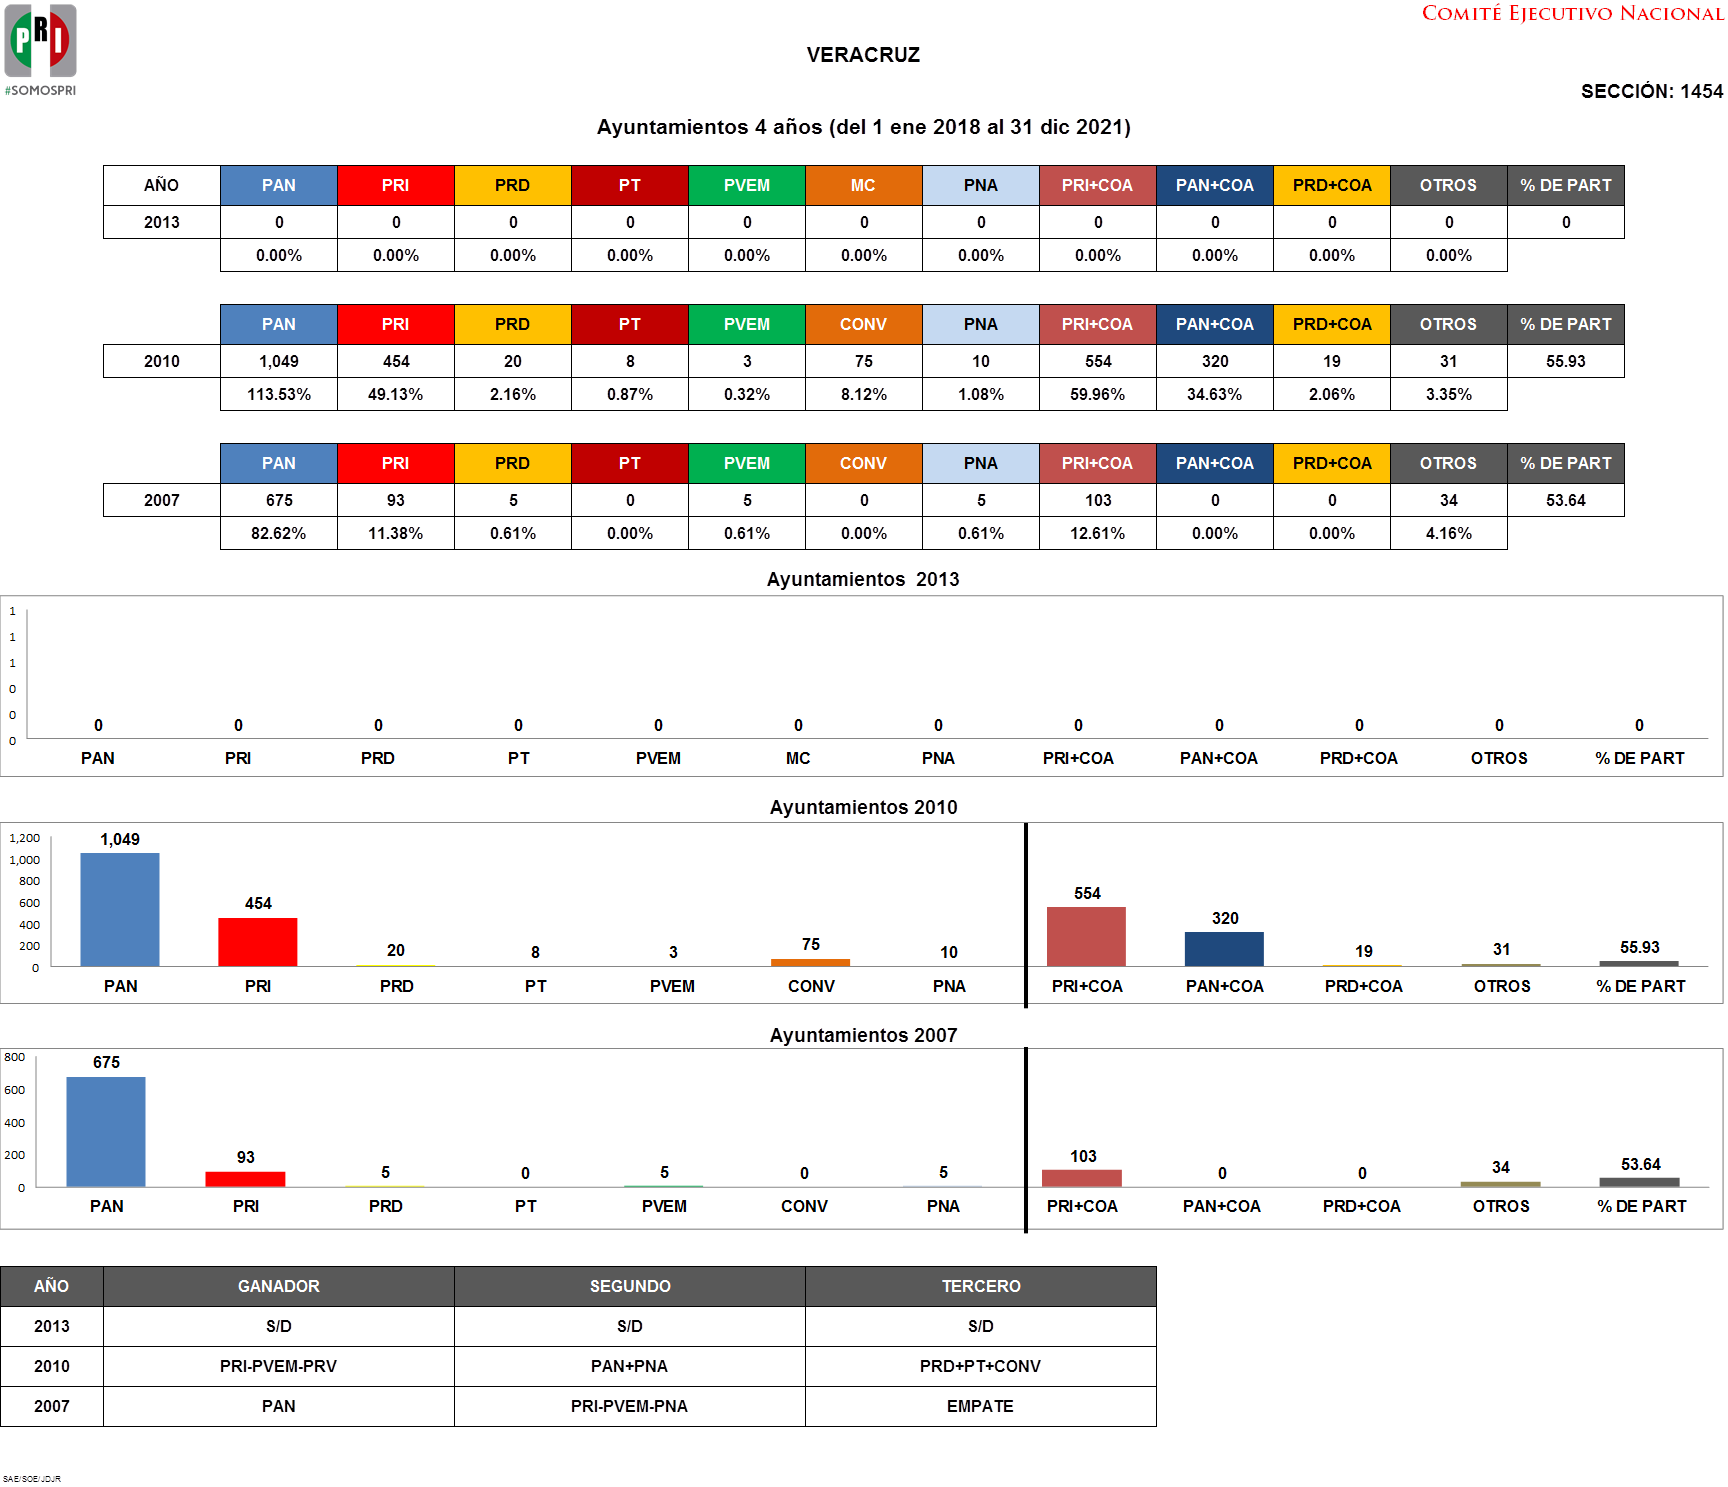 PRI
#SOMOSPRI
COMITÉ EJECUTIVO NACIONAL
VERACRUZ
SECCIÓN: 1454
Ayuntamientos 4 años (del 1 ene 2018 al 31 dic 2021)
AÑO PAN PRI PRD PT PVEM MC PNA PRI+COA PAN+COA PRD+COA OTROS % DE PART
2013 0 0 0 0 0 0 0 0 0 0 0 0
0.00% 0.00% 0.00% 0.00% 0.00% 0.00% 0.00% 0.00% 0.00% 0.00% 0.00%
PAN PRI PRD PT PVEM CONV PNA PRI+COA PAN+COA PRD+COA OTROS % DE PART
2010 1,049 454 20 8 3 75 10 554 320 19 31 55.93
113.53% 49.13% 2.16% 0.87% 0.32% 8.12% 1.08% 59.96% 34.63% 2.06% 3.35%
PAN PRI PRD PT PVEM CONV PNA PRI+COA PAN+COA PRD+COA OTROS % DE PART
2007 675 93 5 0 5 0 5 103 0 0 34 53.64
82.62% 11.38% 0.61% 0.00% 0.61% 0.00% 0.61% 12.61% 0.00% 0.00% 4.16%
Ayuntamientos 2013
1
1
1
0
0
0
0 0 0 0 0 0 0 0 0 0 0 0
PAN PRI PRD PT PVEM MC PNA PRI+COA PAN+COA PRD+COA OTROS % DE PART
Ayuntamientos 2010
1,200
1,000
800
600
400
200
0
1,049 454 20 8 3 75 10 554 320 19 31 55.93
PAN PRI PRD PT PVEM CONV PNA PRI+COA PAN+COA PRD+COA OTROS % DE PART
Ayuntamientos 2007
800
600
400
200
0
675 93 5 0 5 0 5 103 0 0 34 53.64
PAN PRI PRD PT PVEM CONV PNA PRI+COA PAN+COA PRD+COA OTROS % DE PART
AÑO GANADOR SEGUNDO TERCERO
2013 S/D S/D S/D
2010 PRI-PVEM-PRV PAN+PNA PRD+PT+CONV
2007 PAN PRI-PVEM-PNA EMPATE
SAE/SOE/JDJR